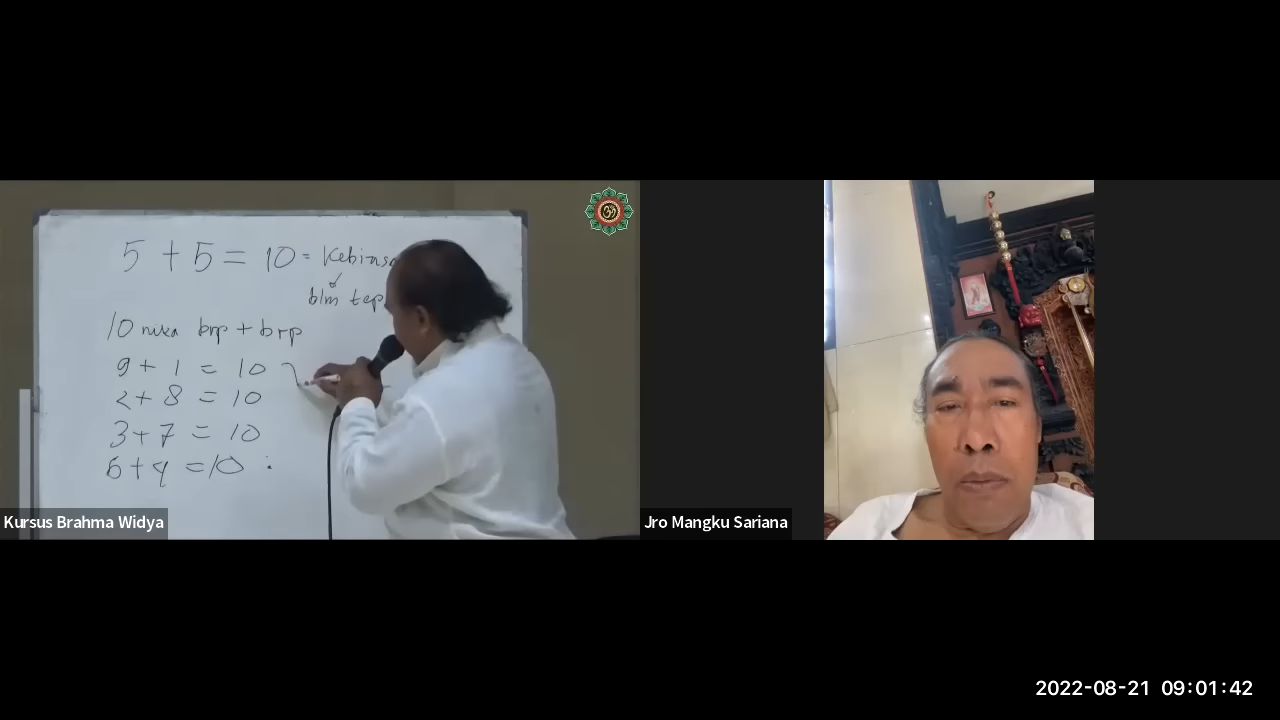 5 + 5 = 10 = Kebiasa
blm tep
10 nika brp + brp
9 + 1 = 10
2 + 8 = 10
3 + 7 = 10
6 + 4 = 10 :
Kursus Brahma Widya
Jro Mangku Sariana
2022-08-21 09:01:42